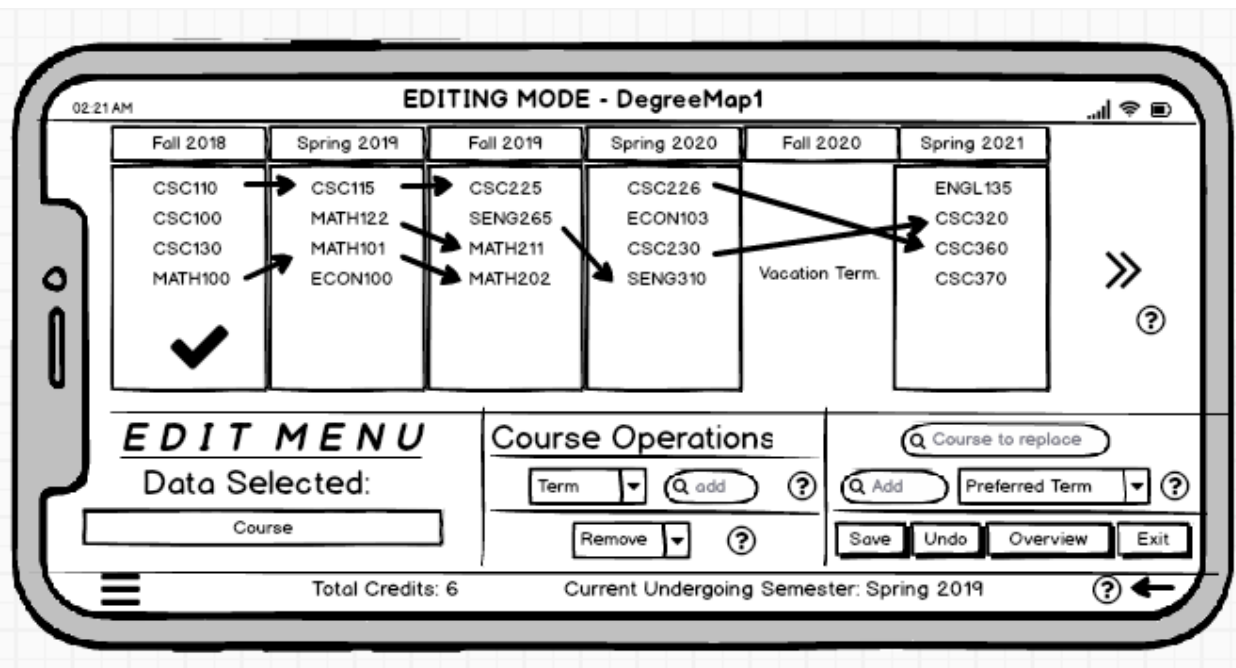 02:21 AM
EDITING MODE - DegreeMap1
Fall 2018
Spring 2019
Fall 2019
Spring 2020
Fall 2020
Spring 2021
CSC110
CSC100
CSC130
MATH100
CSC115
MATH122
MATH101
ECON100
CSC225
SENG265
MATH211
MATH202
CSC226
ECON103
CSC230
SENG310
Vacation Term.
ENGL135
CSC320
CSC360
CSC370
?
EDIT MENU
Data Selected:
Course
Course Operations
Term
add
?
Remove
?
Course to replace
Add
Preferred Term
?
Save
Undo
Overview
Exit
Total Credits: 6
Current Undergoing Semester: Spring 2019
?